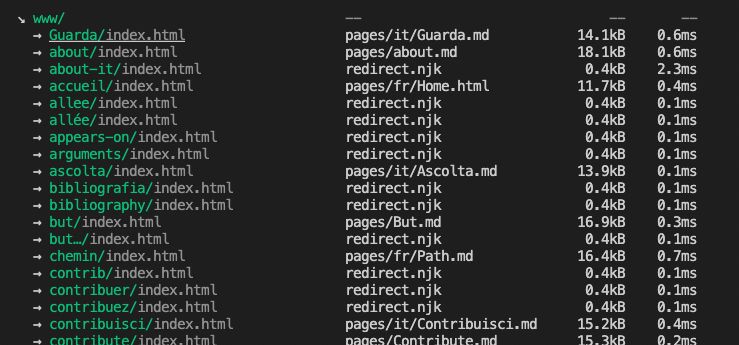 ↘ www/ —— —— ——
→ Guarda/index.html pages/it/Guarda.md 14.1kB 0.6ms
→ about/index.html pages/about.md 18.1kB 0.6ms
→ about-it/index.html redirect.njk 0.4kB 2.3ms
→ accueil/index.html pages/fr/Home.html 11.7kB 0.4ms
→ allee/index.html redirect.njk 0.4kB 0.1ms
→ allée/index.html redirect.njk 0.4kB 0.1ms
→ appears-on/index.html redirect.njk 0.4kB 0.1ms
→ arguments/index.html redirect.njk 0.4kB 0.1ms
→ ascolta/index.html pages/it/Ascolta.md 13.9kB 0.1ms
→ bibliografia/index.html redirect.njk 0.4kB 0.1ms
→ bibliography/index.html redirect.njk 0.4kB 0.1ms
→ but/index.html pages/But.md 16.9kB 0.3ms
→ but…/index.html redirect.njk 0.4kB 0.1ms
→ chemin/index.html pages/fr/Path.md 16.4kB 0.7ms
→ contrib/index.html redirect.njk 0.4kB 0.1ms
→ contribuer/index.html redirect.njk 0.4kB 0.1ms
→ contribuez/index.html redirect.njk 0.4kB 0.1ms
→ contribuisci/index.html pages/it/Contribuisci.md 15.2kB 0.4ms
→ contribute/index.html pages/Contribute.md 15.3kB 0.2ms